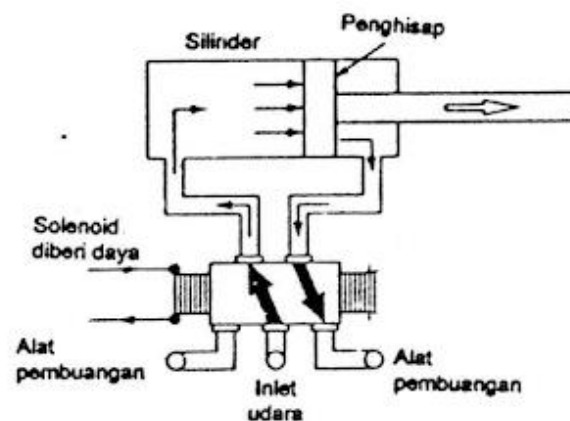 Penghisap
Silinder
Solenoid
diberi daya
Alat
pembuangan
Inlet
udara
Alat
pembuangan